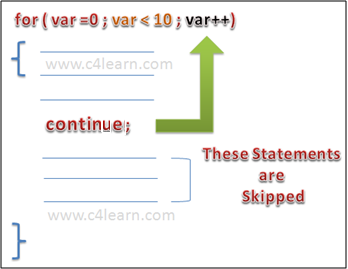 for ( var =0 ; var < 10 ; var++)
{
www.c4learn.com
continue;
These Statements
are
Skipped
www.c4learn.com
}